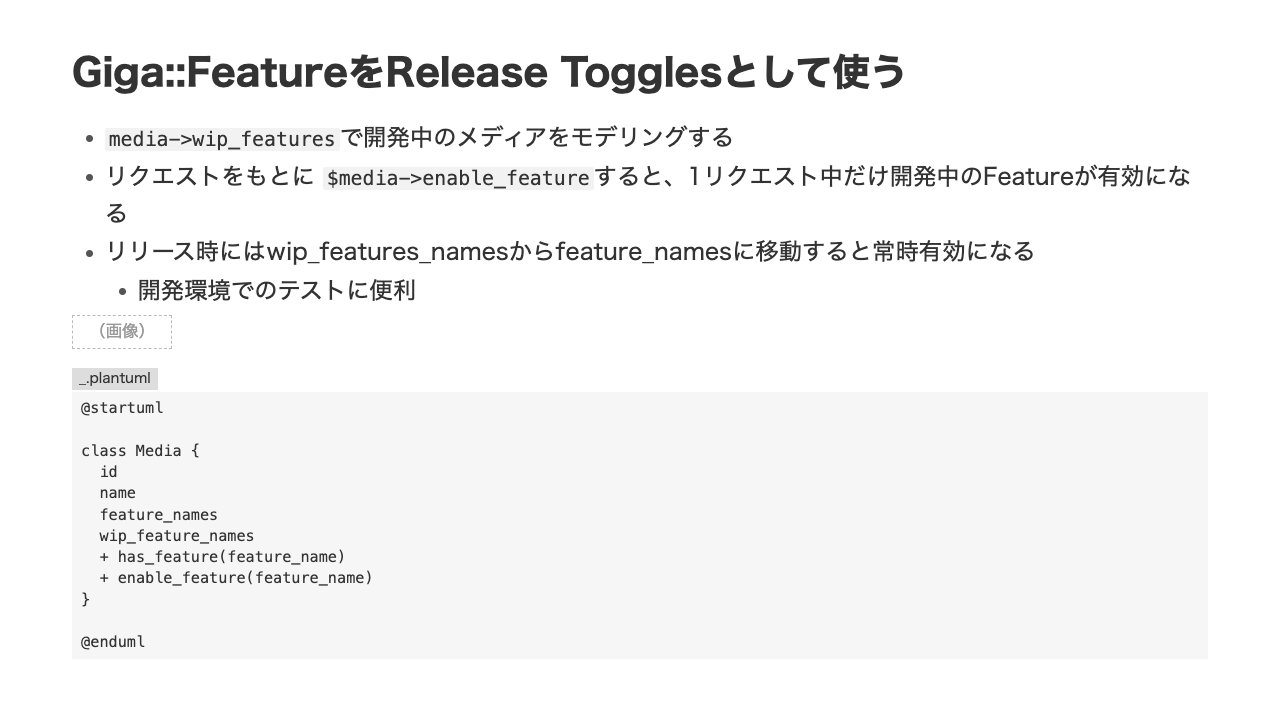 Giga::FeatureをRelease Togglesとして使う
• media->wip_featuresで開発中のメディアをモデリングする
• リクエストをもとに $media->enable_featureすると、1リクエスト中だけ開発中のFeatureが有効にな
る
• リリース時にはwip_features_namesからfeature_namesに移動すると常時有効になる
• 開発環境でのテストに便利
（画像）
_.plantuml
@startuml
class Media {
  id
  name
  feature_names
  wip_feature_names
  + has_feature(feature_name)
  + enable_feature(feature_name)
}
@enduml